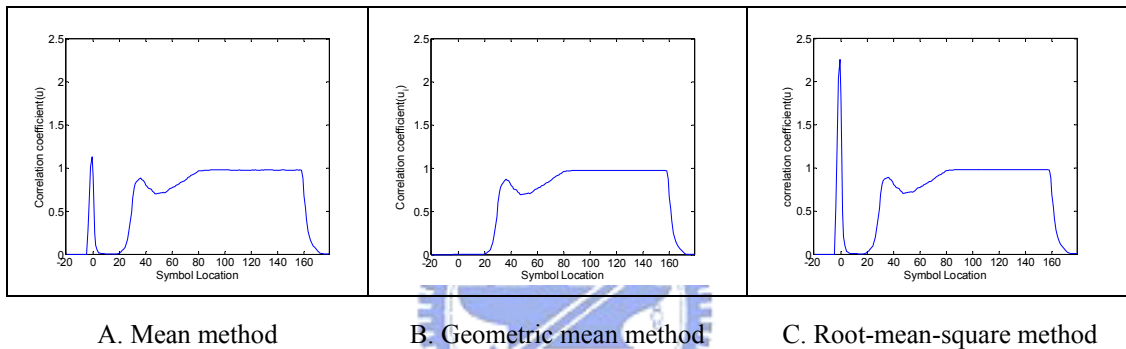 2.5
2
1.5
1
0.5
0
-20 0 20 40 60 80 100 120 140 160
Correlation coefficient(u)
Symbol Location
2.5
2
1.5
1
0.5
0
-20 0 20 40 60 80 100 120 140 160
Correlation coefficient(uᵢ)
Symbol Location
2.5
2
1.5
1
0.5
0
-20 0 20 40 60 80 100 120 140 160
correlation coefficient(u)
Symbol Location
A. Mean method B. Geometric mean method C. Root-mean-square method